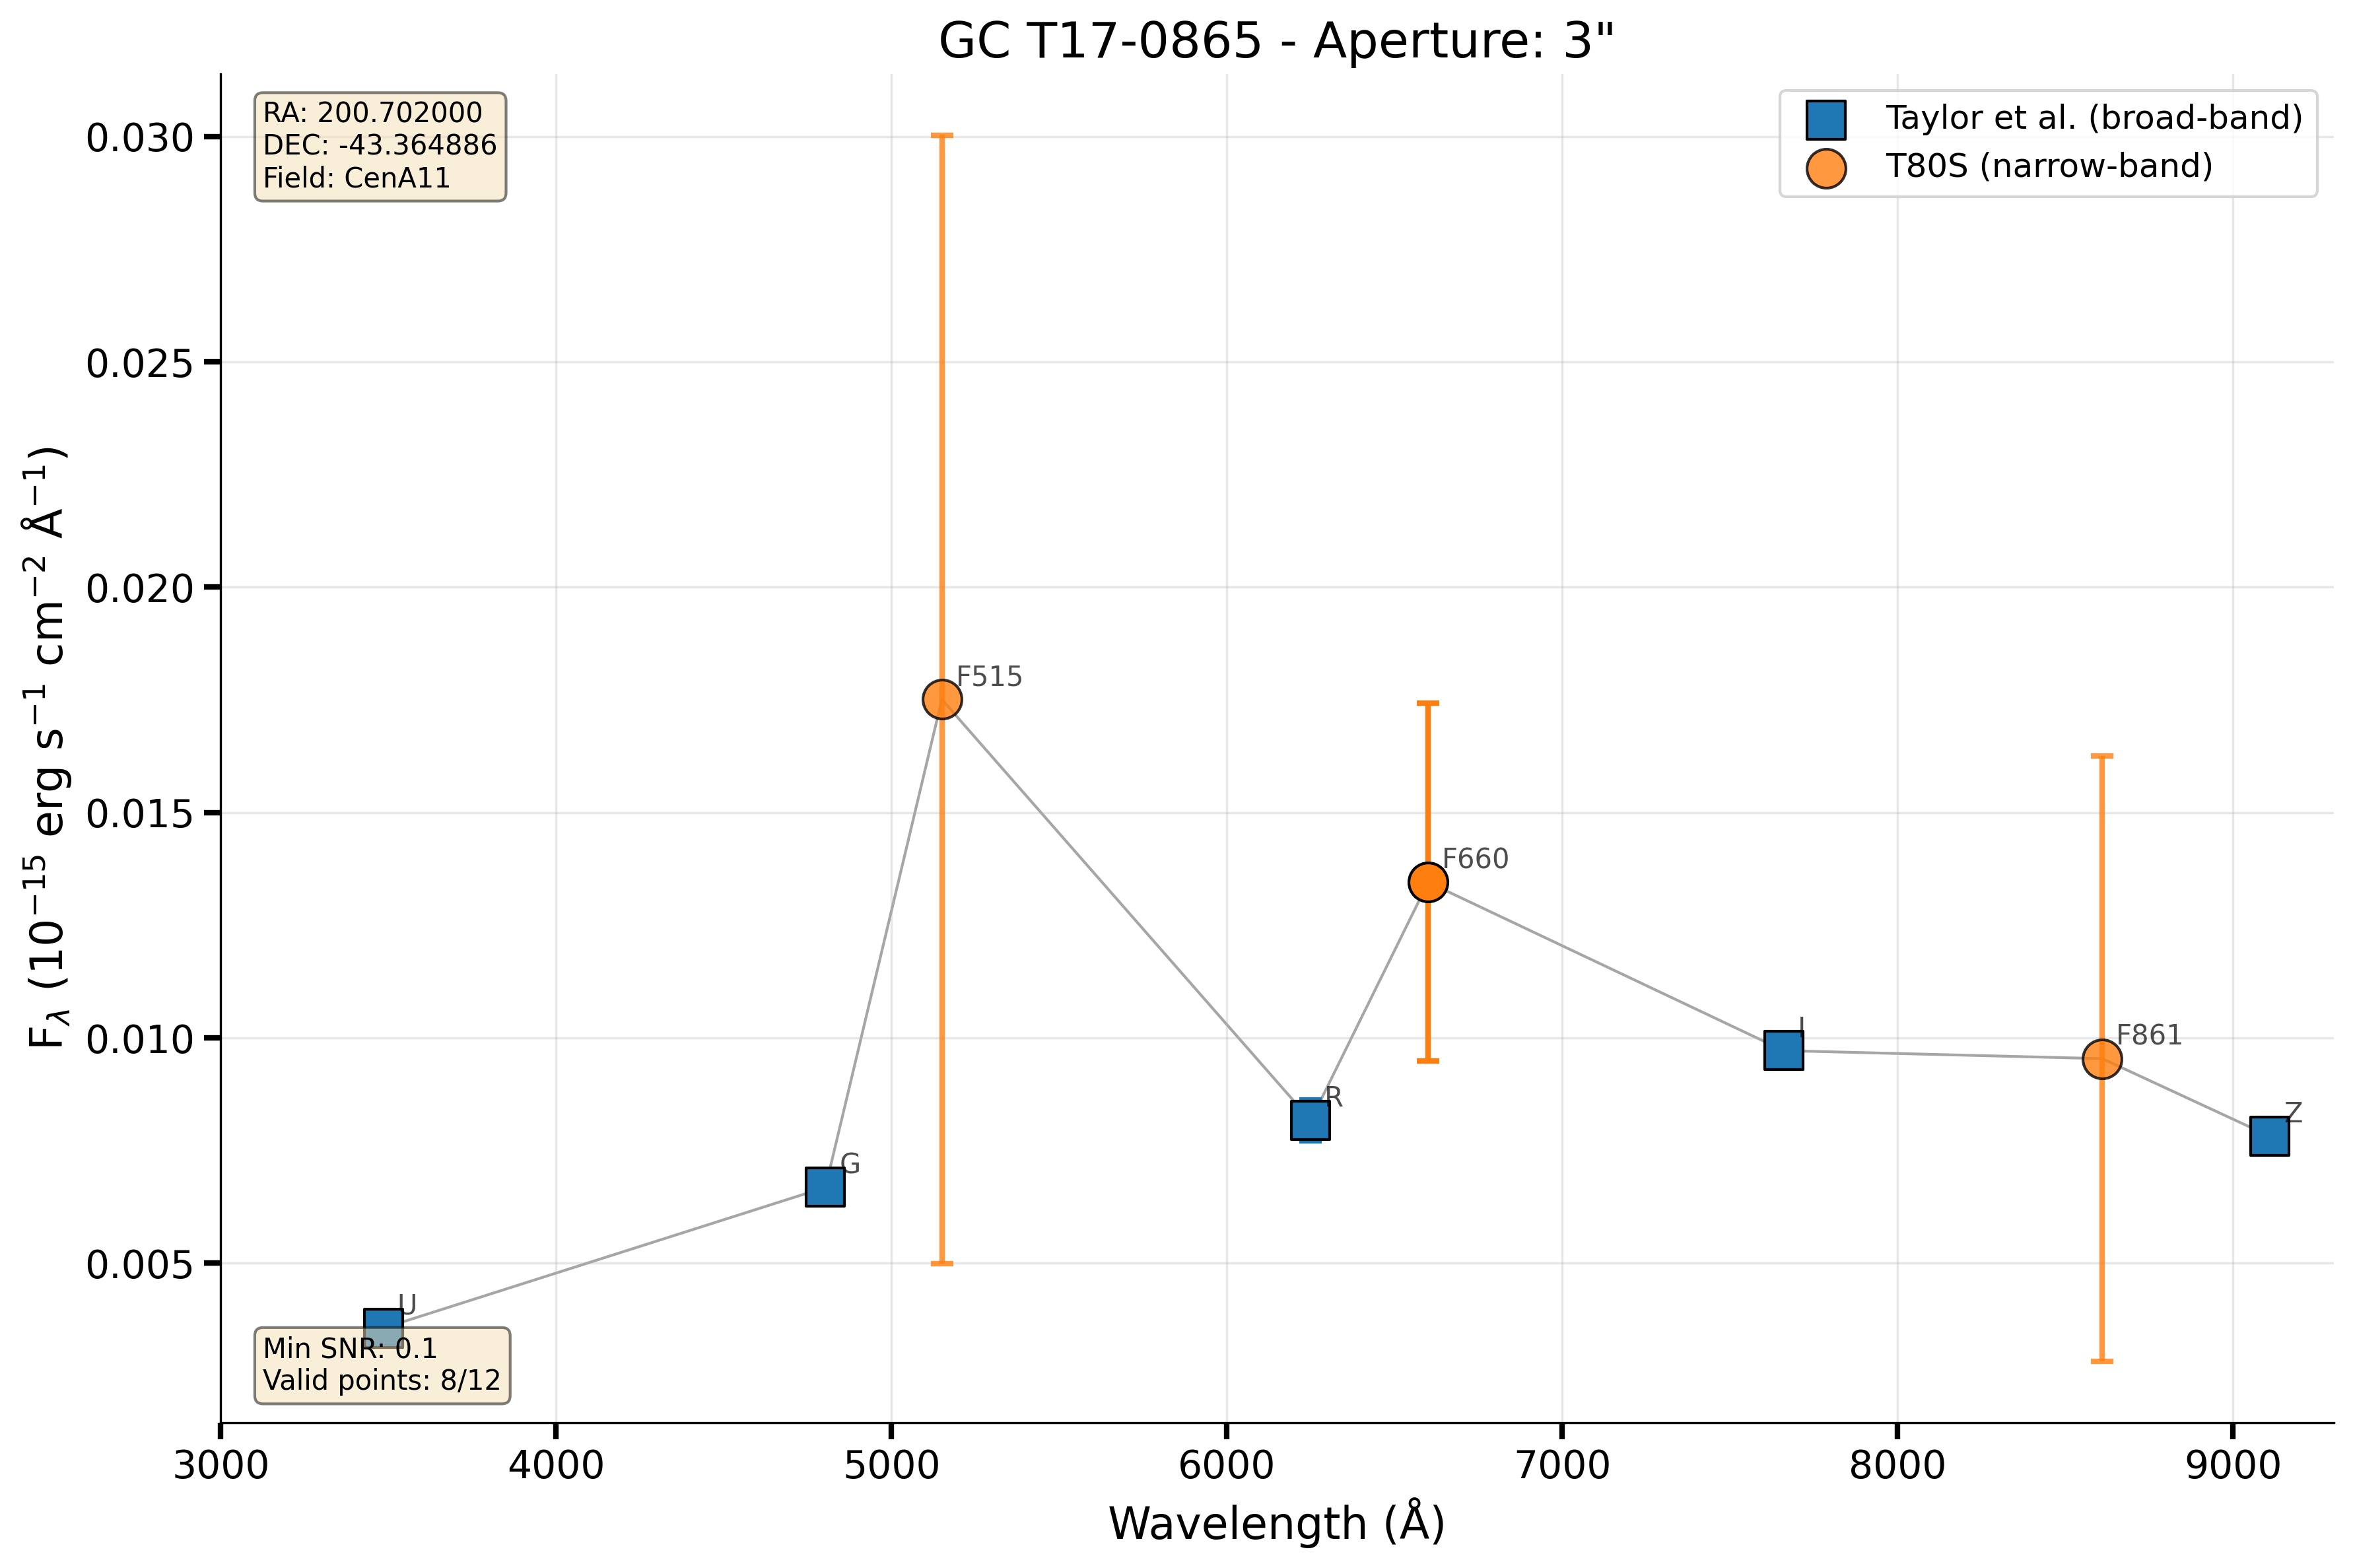 GC T17-0865 - Aperture: 3"
RA: 200.702000
DEC: -43.364886
Field: CenA11
Taylor et al. (broad-band)
T80S (narrow-band)
F$_{λ}$ (10$^{−15}$ erg s$^{−1}$ cm$^{−2}$ Å$^{−1}$)
0.030
0.025
0.020
0.015
0.010
0.005
F515
F660
I
F861
R
Z
G
U
Min SNR: 0.1
Valid points: 8/12
3000 4000 5000 6000 7000 8000 9000
Wavelength (Å)